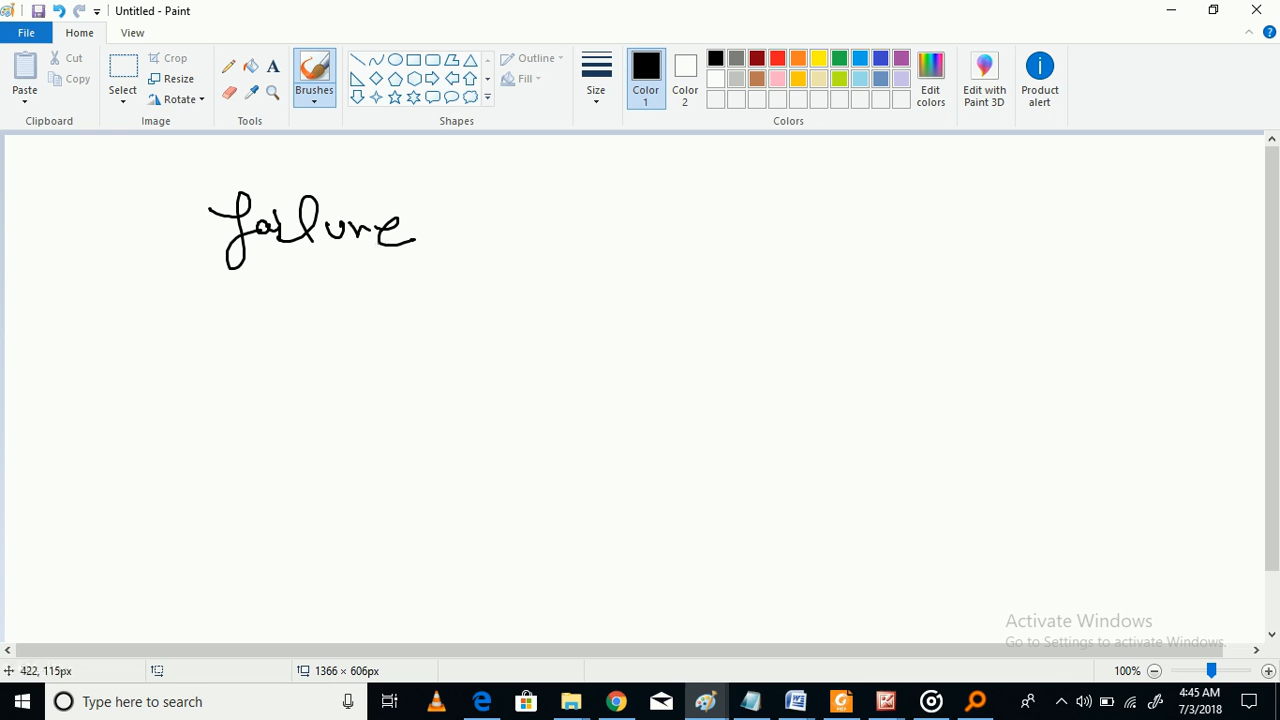 Untitled - Paint
File Home View
Paste Cut Copy Clipboard
Select Crop Resize Rotate Image
Tools
Brushes
Outline Fill Shapes
Size
Color 1 Color 2 Edit colors Colors
Edit with Paint 3D
Product alert
failure
Activate Windows
Go to Settings to activate Windows.
422, 115px 1366 × 606px 100%
Type here to search 4:45 AM
7/3/2018